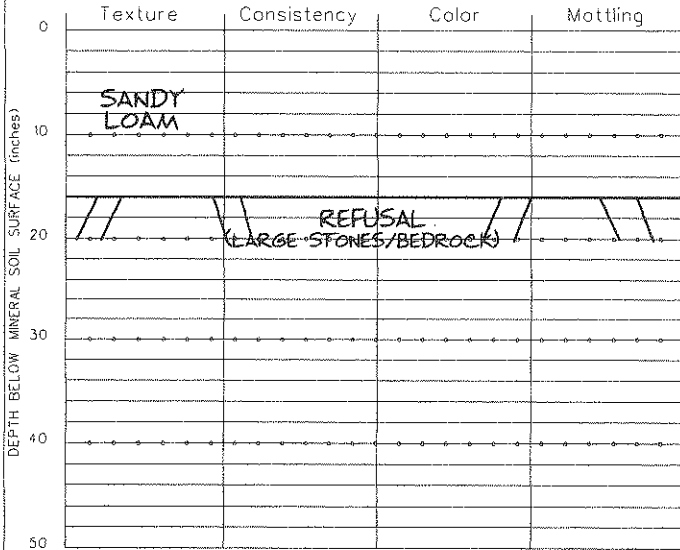 Texture Consistency Color Mottling
0
SANDY
LOAM
10
REFUSAL
(LARGE STONES/BEDROCK)
20
30
40
50
DEPTH BELOW MINERAL SOIL SURFACE (inches)